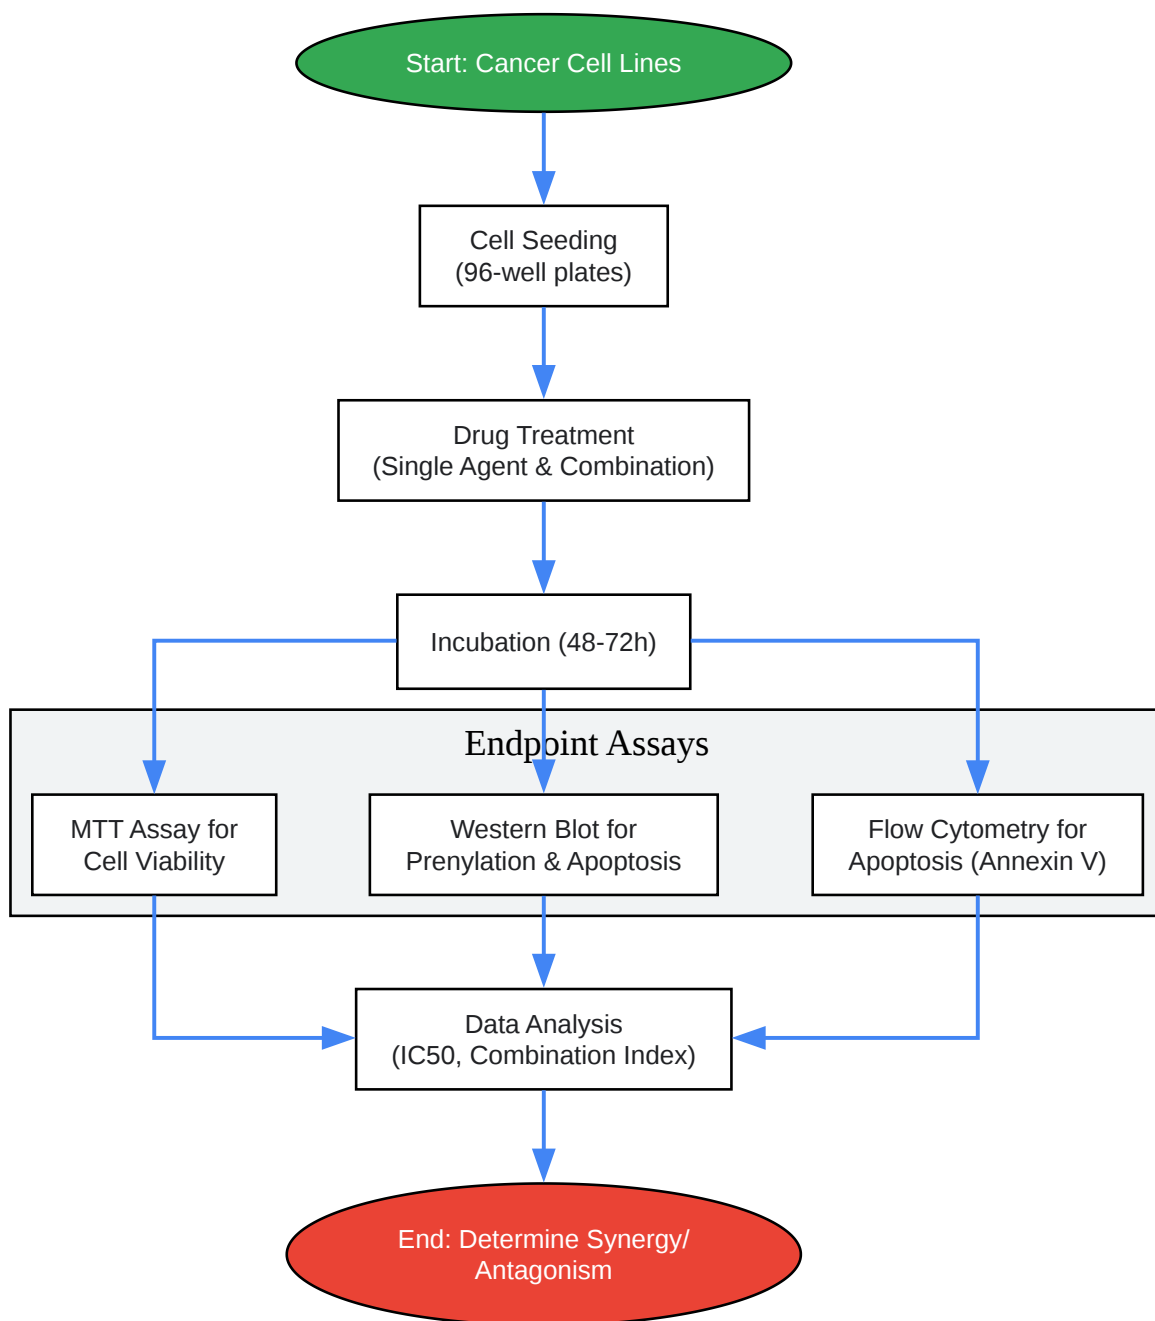 Start: Cancer Cell Lines
Cell Seeding
(96-well plates)
Drug Treatment
(Single Agent & Combination)
Incubation (48-72h)
Endpoint Assays
MTT Assay for
Cell Viability
Western Blot for
Prenylation & Apoptosis
Flow Cytometry for
Apoptosis (Annexin V)
Data Analysis
(IC50, Combination Index)
End: Determine Synergy/
Antagonism